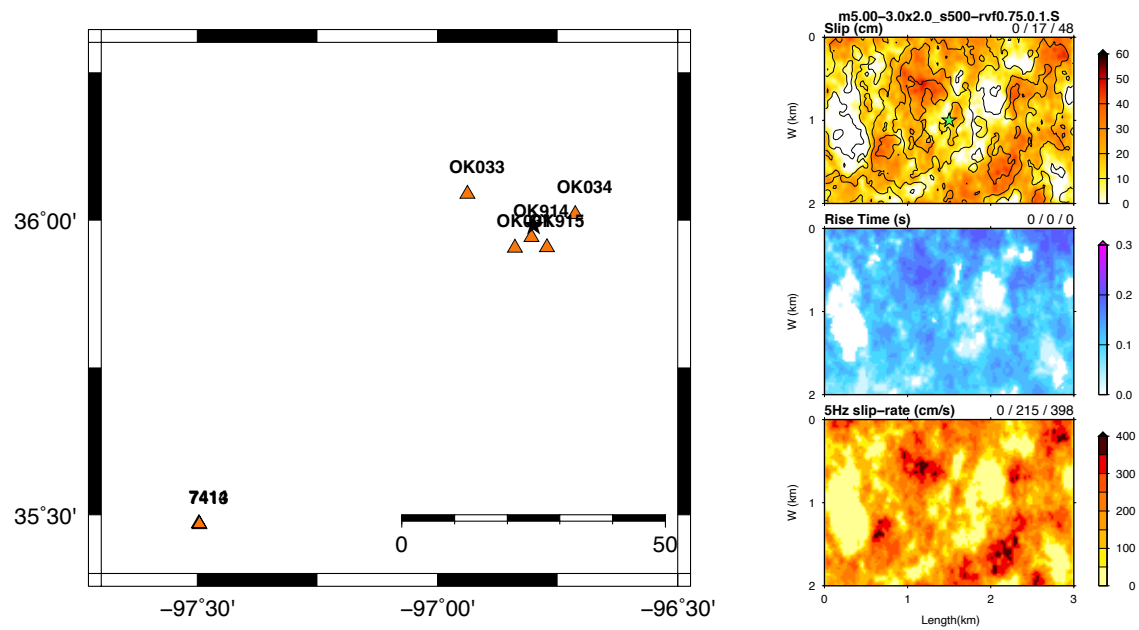 OK033
OK034
OK914
OK915
36˚00'
35˚30'
0
50
−97˚30'
−97˚00'
−96˚30'
m5.00−3.0x2.0_s500−rvf0.75.0.1.S
Slip (cm)
0 / 17 / 48
0
1
2
W (km)
60
50
40
30
20
10
0
Rise Time (s)
0 / 0 / 0
0
1
2
W (km)
0.3
0.2
0.1
0.0
5Hz slip−rate (cm/s)
0 / 215 / 398
0
1
2
W (km)
400
300
200
100
0
0
1
2
3
Length(km)